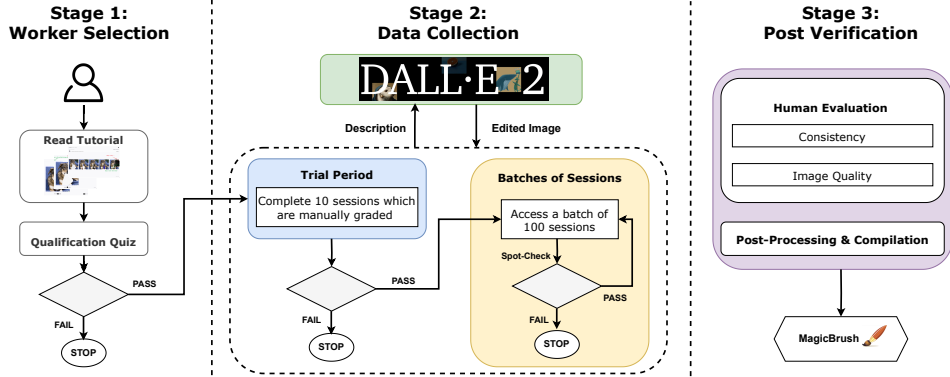 Stage 1:
Worker Selection
Read Tutorial
Qualification Quiz
PASS
FAIL
STOP
Stage 2:
Data Collection
DALL·E 2
Description
Edited Image
Trial Period
Complete 10 sessions which
are manually graded
PASS
FAIL
STOP
Batches of Sessions
Access a batch of
100 sessions
Spot-Check
PASS
FAIL
STOP
Stage 3:
Post Verification
Human Evaluation
Consistency
Image Quality
Post-Processing & Compilation
MagicBrush